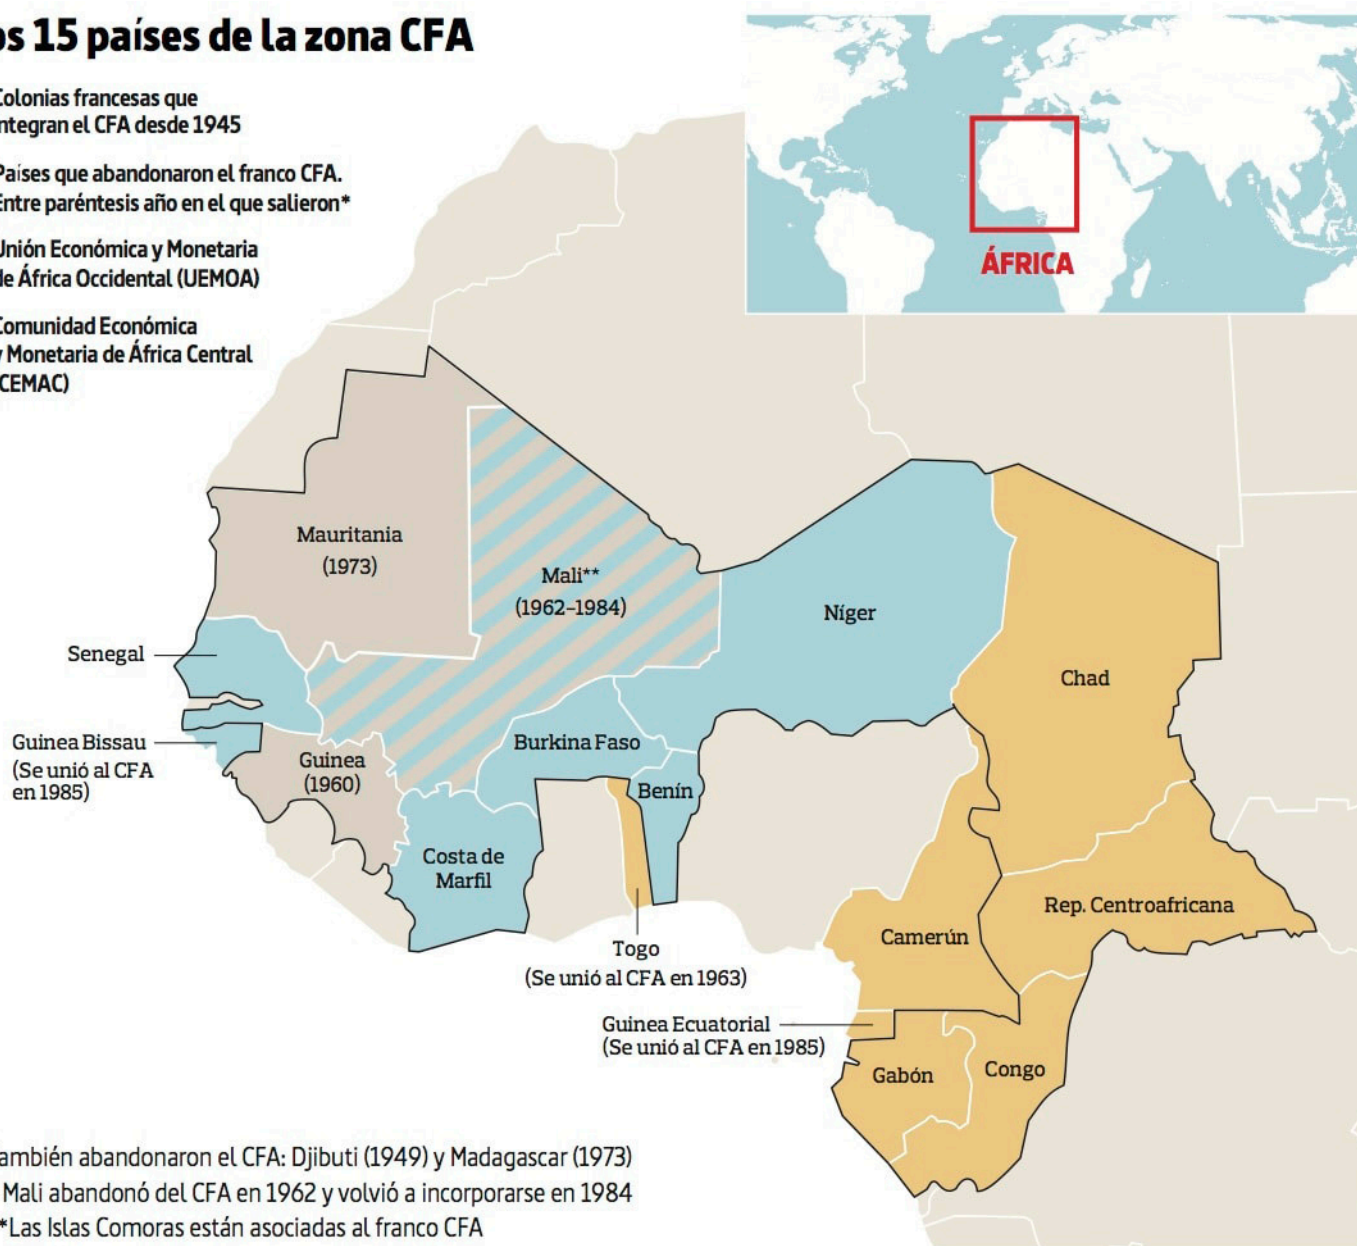 os 15 países de la zona CFA
Colonias francesas que
ntegran el CFA desde 1945
Países que abandonaron el franco CFA.
Entre paréntesis año en el que salieron*
Unión Económica y Monetaria
de África Occidental (UEMOA)
Comunidad Económica
y Monetaria de África Central
CEMAC)
ÁFRICA
Mauritania
(1973)
Mali**
(1962-1984)
Níger
Chad
Senegal
Guinea Bissau
(Se unió al CFA
en 1985)
Guinea
(1960)
Burkina Faso
Benín
Costa de
Marfil
Togo
(Se unió al CFA en 1963)
Camerún
Rep. Centroafricana
Guinea Ecuatorial
(Se unió al CFA en 1985)
Gabón
Congo
ambién abandonaron el CFA: Djibuti (1949) y Madagascar (1973)
Mali abandonó del CFA en 1962 y volvió a incorporarse en 1984
*Las Islas Comoras están asociadas al franco CFA